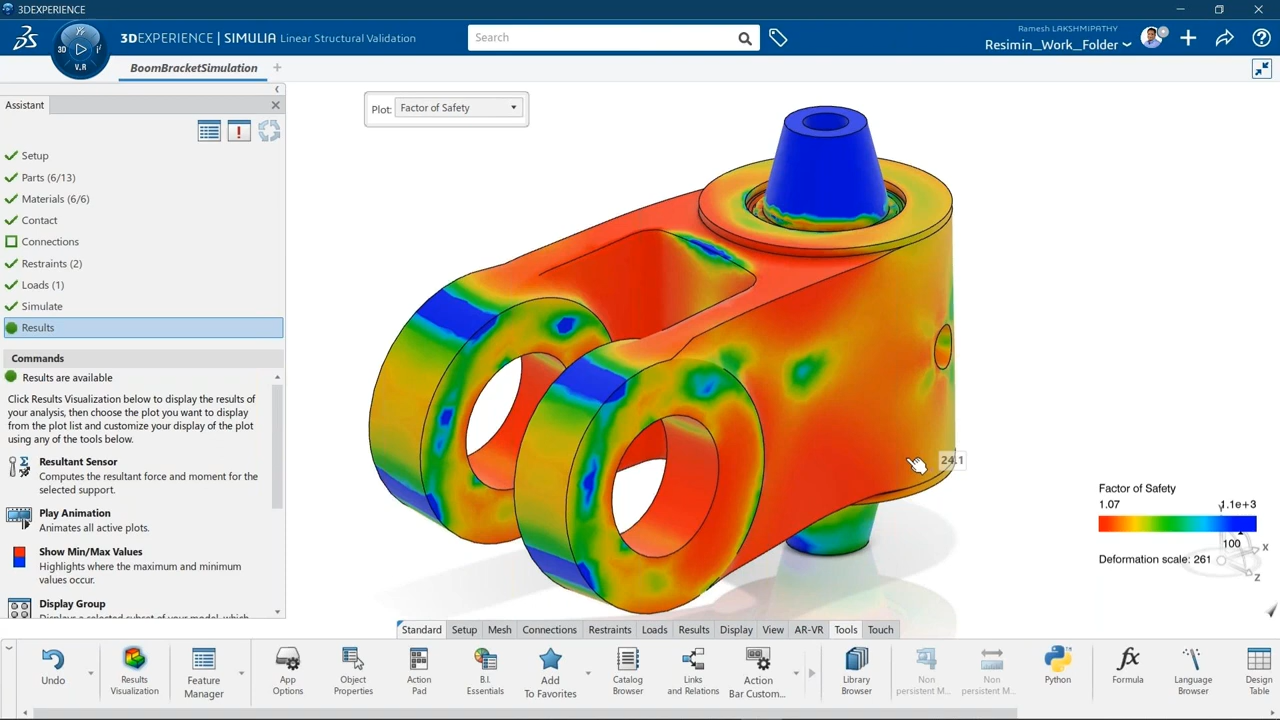 3DEXPERIENCE
3DEXPERIENCE | SIMULIA Linear Structural Validation
Search
Ramesh LAKSHMIPATHY
Resimin_Work_Folder
3D
V.R
BoomBracketSimulation
Assistant
Plot: Factor of Safety
Setup
Parts (6/13)
Materials (6/6)
Contact
Connections
Restraints (2)
Loads (1)
Simulate
Results
Commands
Results are available
Click Results Visualization below to display the results of
your analysis, then choose the plot you want to display
from the plot list and customize your display of the plot
using any of the tools below.
Resultant Sensor
Computes the resultant force and moment for the
selected support.
Play Animation
Animates all active plots.
Show Min/Max Values
Highlights where the maximum and minimum
values occur.
Display Group
24.1
Factor of Safety
1.07 1.1e+3
100
Deformation scale: 261
X
Z
Standard Setup Mesh Connections Restraints Loads Results Display View AR-VR Tools Touch
Undo
Results
Visualization
Feature
Manager
App
Options
Object
Properties
Action
Pad
B.I.
Essentials
Add
To Favorites
Catalog
Browser
Links
and Relations
Action
Bar Custom...
Library
Browser
Non
persistent M...
Non
persistent M...
Python
Formula
Language
Browser
Design
Table